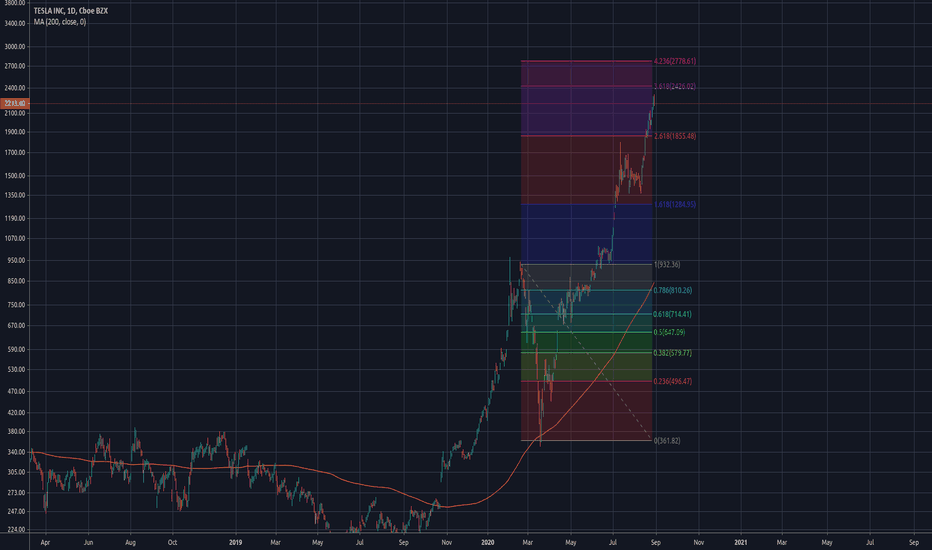 TESLA INC, 1D, Cboe BZX
MA (200, close, 0)
3800.00
3400.00
3000.00
2700.00
2400.00
2100.00
1900.00
1700.00
1500.00
1350.00
1190.00
1070.00
950.00
850.00
750.00
670.00
590.00
530.00
470.00
420.00
380.00
340.00
305.00
273.00
247.00
224.00
4.236(2778.61)
2.618(1855.48)
1.618(1284.95)
1(932.36)
0.786(810.26)
0.618(714.41)
0.5(647.09)
0.382(579.77)
0.236(496.47)
0(361.82)
Apr
Jun
Aug
Oct
2019
Mar
May
Jul
Sep
Nov
2020
Mar
May
Jul
Sep
Nov
2021
Mar
May
Jul
Sep